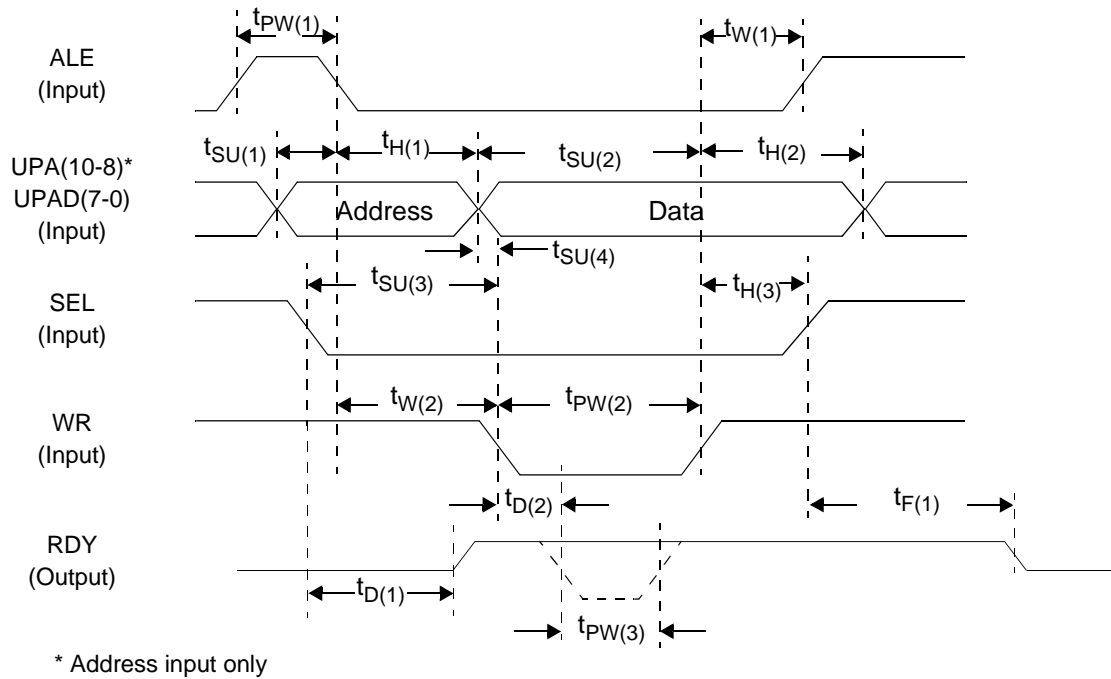 tPW(1)
tW(1)
ALE
(Input)
tSU(1)
tH(1)
tSU(2)
tH(2)
UPA(10-8)*
UPAD(7-0)
(Input)
Address
Data
tSU(4)
tSU(3)
tH(3)
SEL
(Input)
tW(2)
tPW(2)
WR
(Input)
tD(2)
tF(1)
RDY
(Output)
tD(1)
tPW(3)
* Address input only